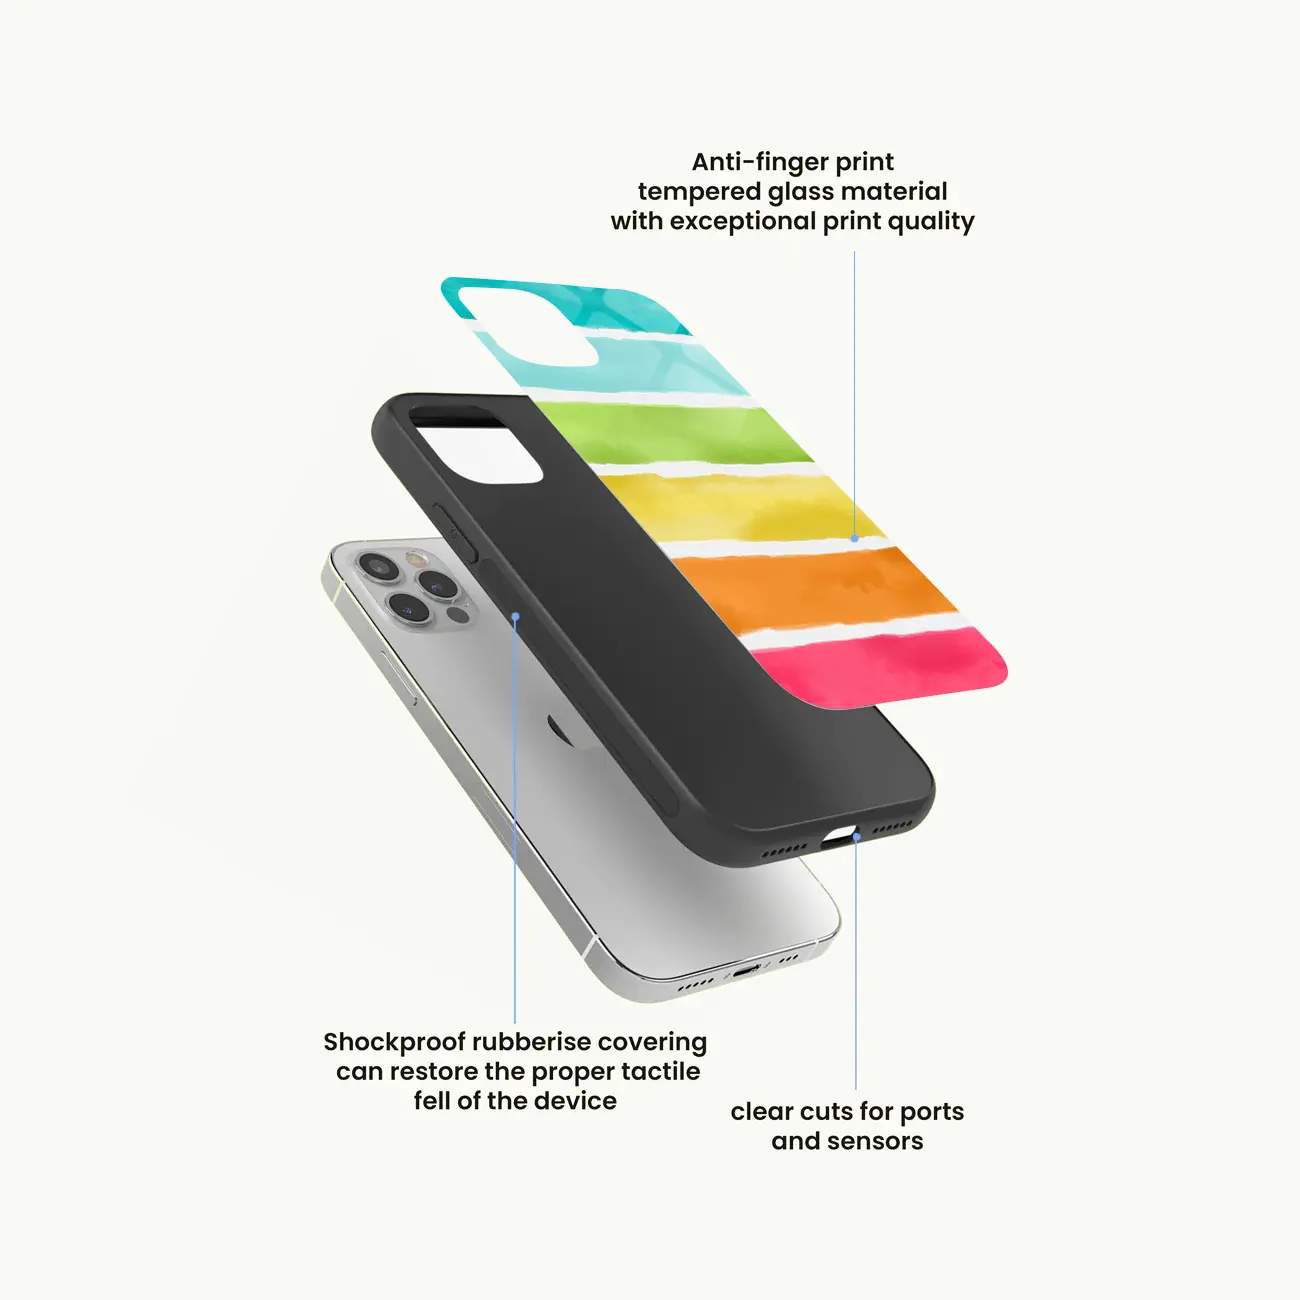 Anti-finger print
tempered glass material
with exceptional print quality
Shockproof rubberise covering
can restore the proper tactile
fell of the device
clear cuts for ports
and sensors